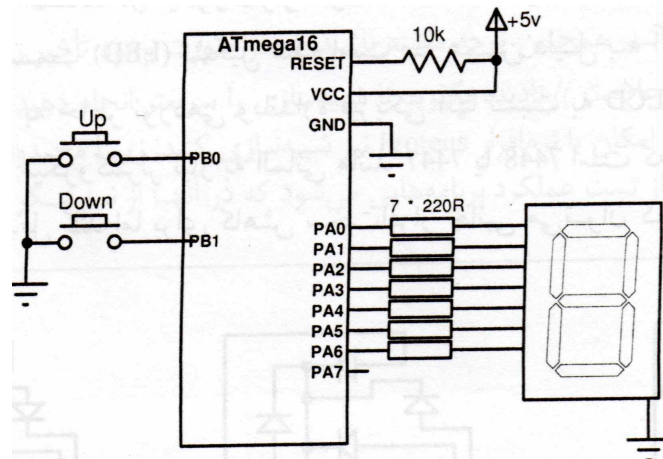 +5v
10k
ATmega16
RESET
VCC
GND
Up
PB0
Down
PB1
7 * 220R
PA0
PA1
PA2
PA3
PA4
PA5
PA6
PA7